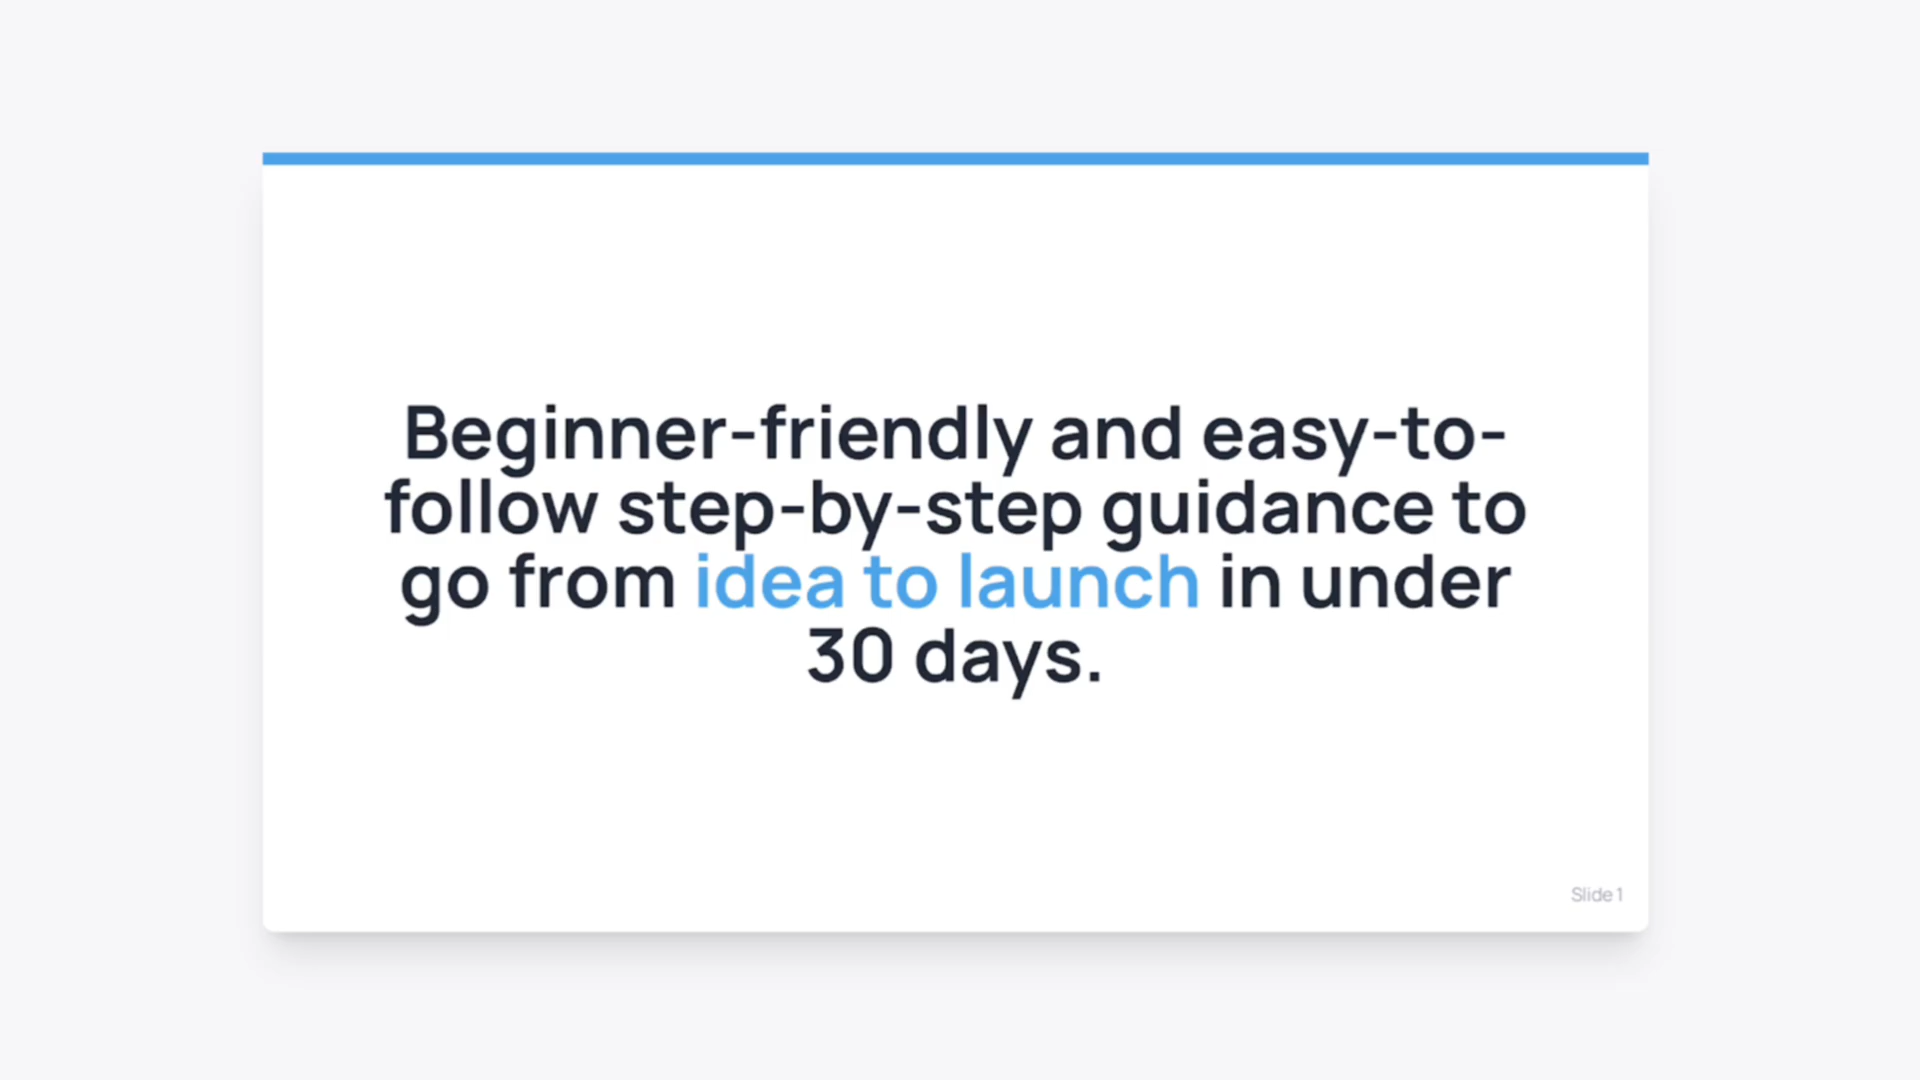 Beginner-friendly and easy-to-
follow step-by-step guidance to
go from idea to launch in under
30 days.
Slide 1